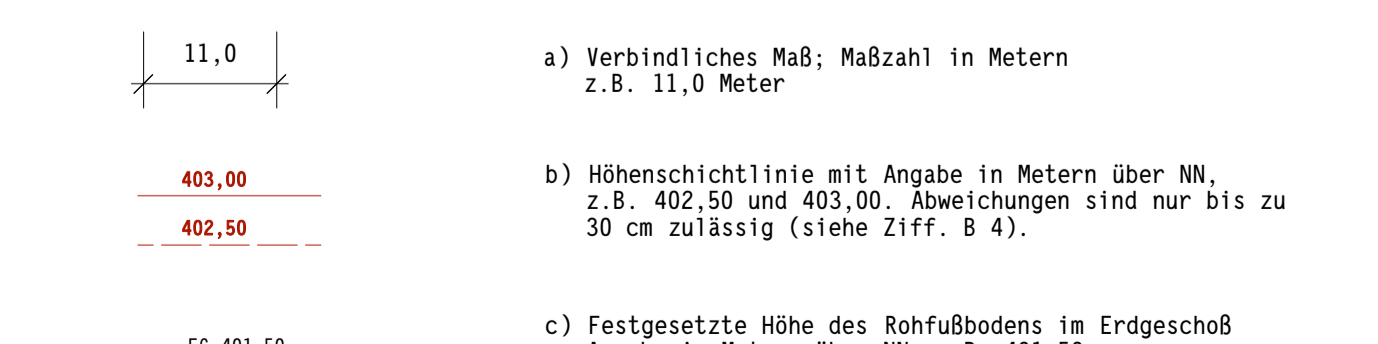 11,0
a) Verbindliches Maß; Maßzahl in Metern
z.B. 11,0 Meter
403,00
402,50
b) Höhenschichtlinie mit Angabe in Metern über NN,
z.B. 402,50 und 403,00. Abweichungen sind nur bis zu
30 cm zulässig (siehe Ziff. B 4).
c) Festgesetzte Höhe des Rohfußbodens im Erdgeschoß